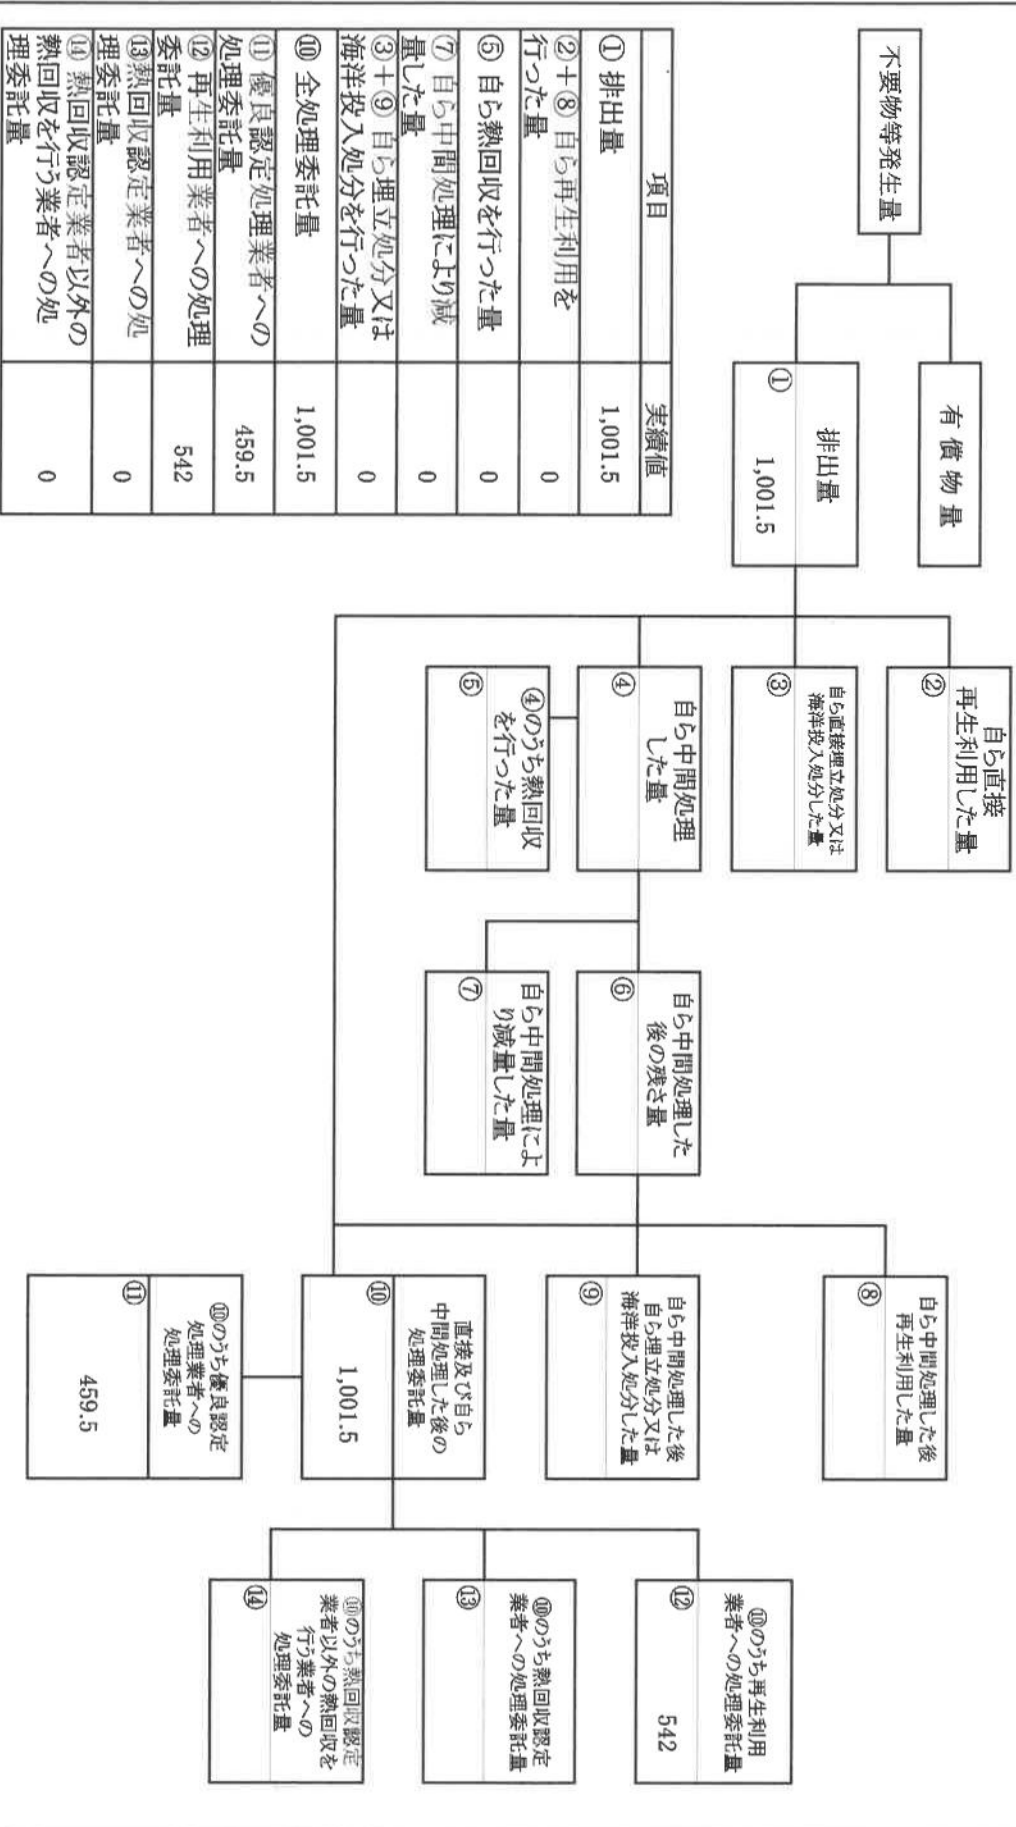 不要物等発生量
有償物量
排出量
①
1,001.5
自ら直接
再生利用した量
②
自ら直接埋立処分又は
海洋投入処分した量
③
自ら中間処理
した量
④
④のうち熱回収
を行った量
⑤
自ら中間処理した
後の残さ量
⑥
自ら中間処理によ
り減量した量
⑦
自ら中間処理した後
再生利用した量
⑧
自ら中間処理した後
自ら埋立処分又は
海洋投入処分した量
⑨
直接及び自ら
中間処理した後の
処理委託量
⑩
1,001.5
⑩のうち優良認定
処理業者への
処理委託量
⑪
459.5
⑩のうち再生利用
業者への処理委託量
⑫
542
⑩のうち熱回収認定
業者への処理委託量
⑬
⑩のうち熱回収認定
業者以外の熱回収を
行う業者への
処理委託量
⑭
項目 実績値
① 排出量 1,001.5
②+⑧ 自ら再生利用を
行った量 0
⑤ 自ら熱回収を行った量 0
⑦ 自ら中間処理により減
量した量 0
③+⑨ 自ら埋立処分又は
海洋投入処分を行った量 0
⑩ 全処理委託量 1,001.5
⑪ 優良認定処理業者への
処理委託量 459.5
⑫ 再生利用業者への処理
委託量 542
⑬熱回収認定業者への処
理委託量 0
⑭ 熱回収認定業者以外の
熱回収を行う業者への処
理委託量 0